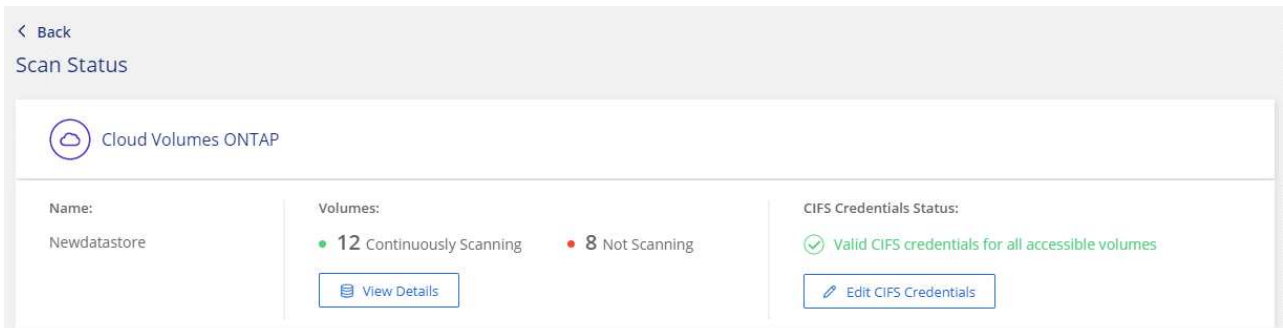 Back
Scan Status
Cloud Volumes ONTAP
Name:
Newdatastore
Volumes:
12 Continuously Scanning
8 Not Scanning
View Details
CIFS Credentials Status:
Valid CIFS credentials for all accessible volumes
Edit CIFS Credentials